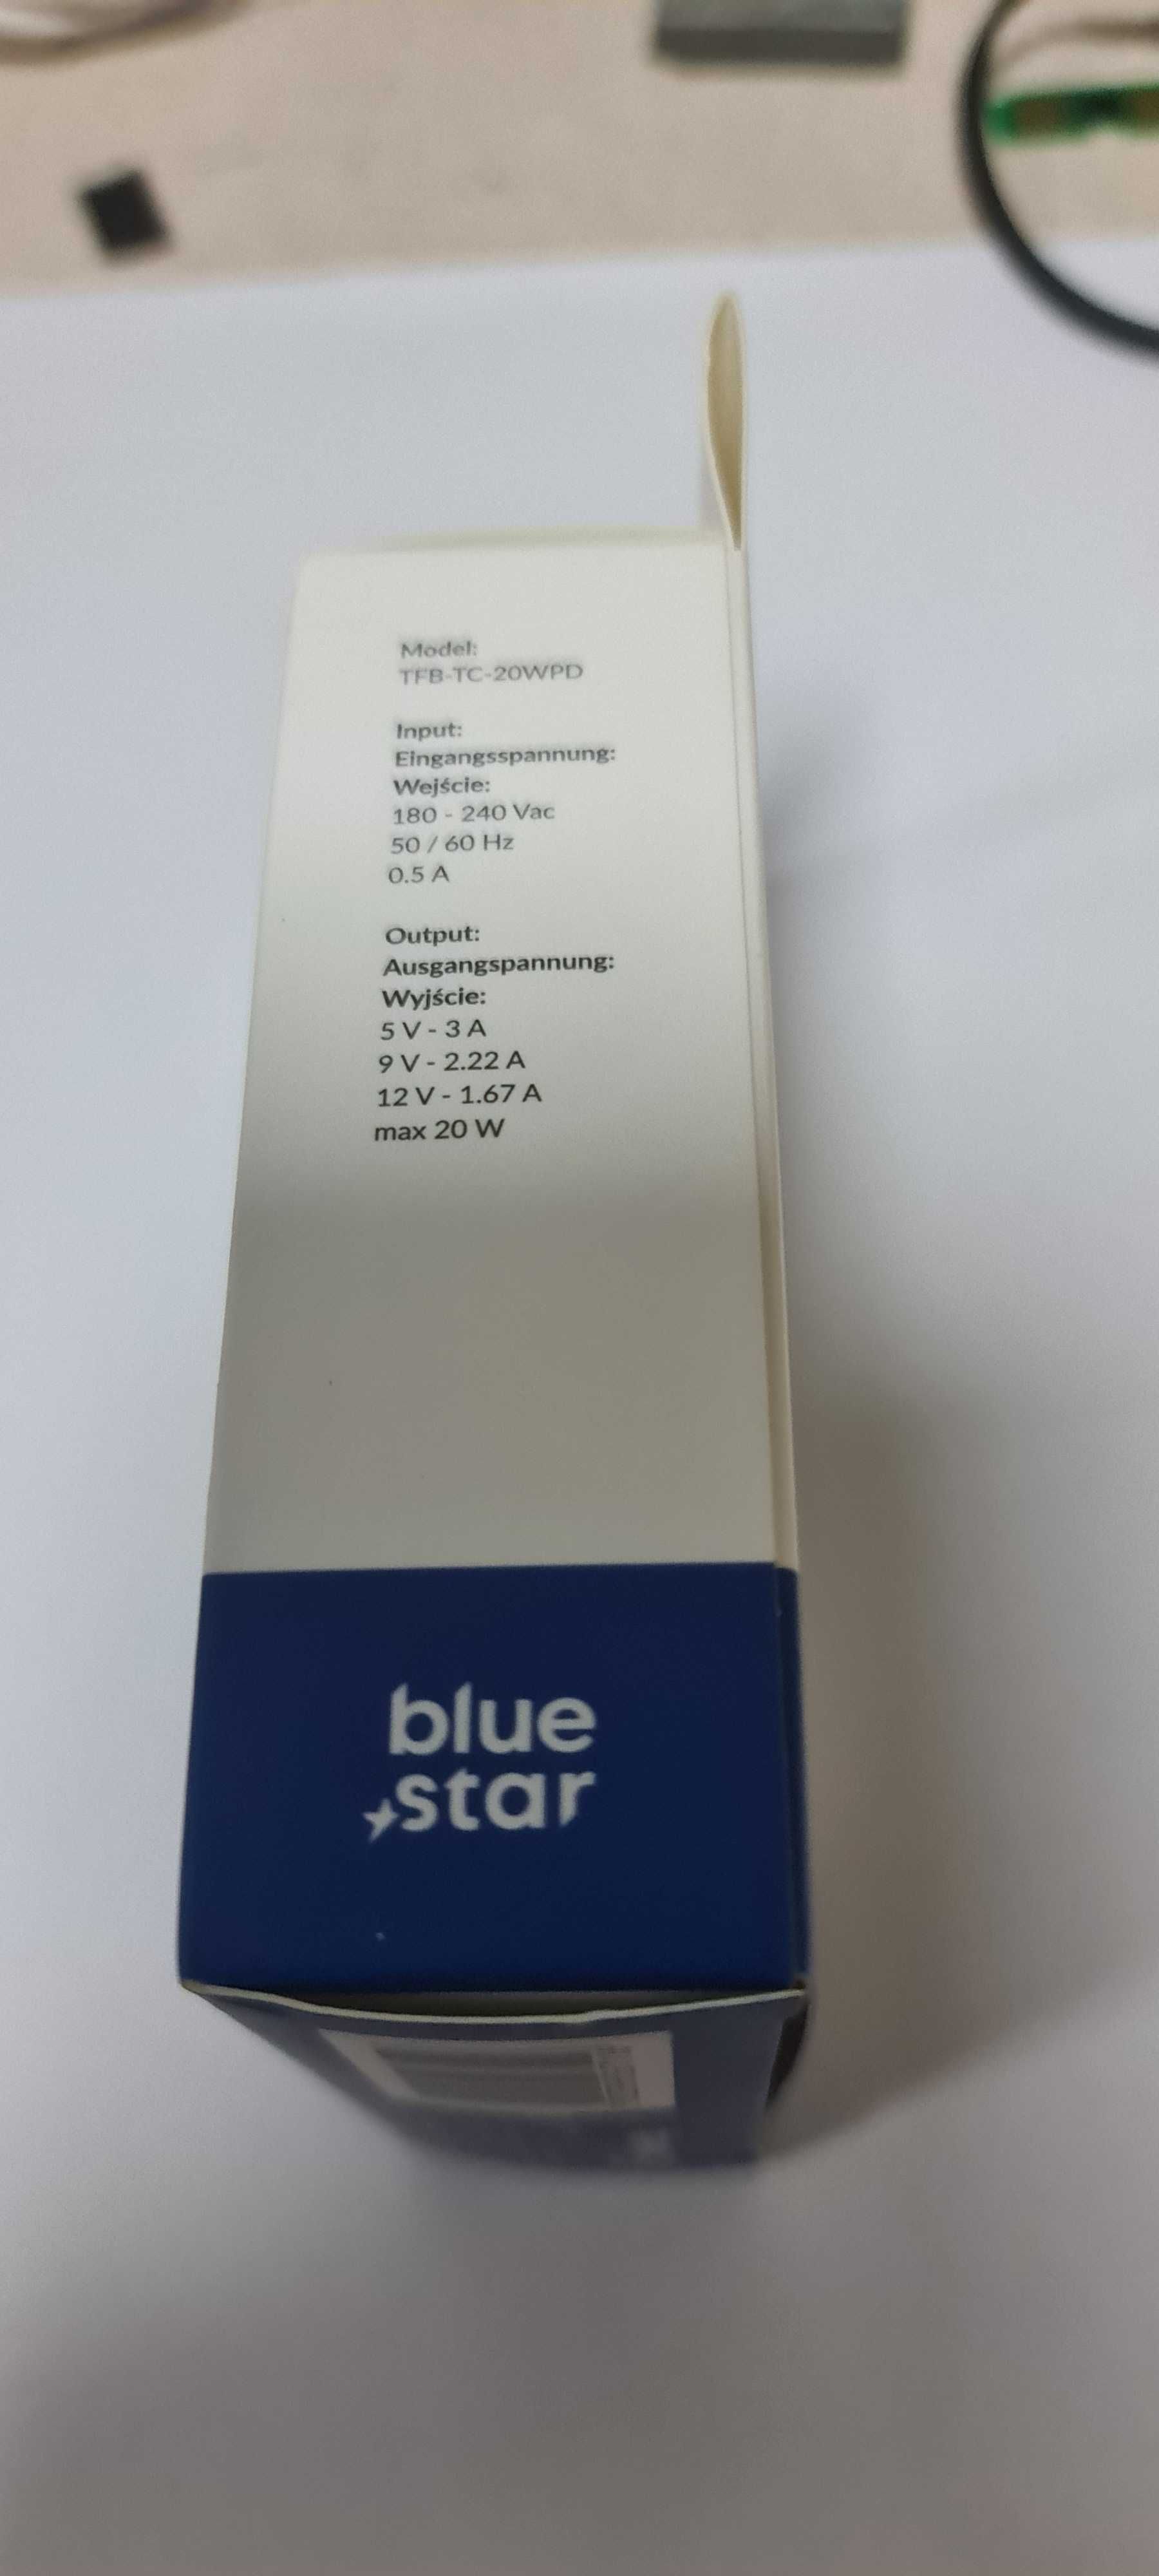 Model:
TFB-TC-20WPD
Input:
Eingangsspannung:
Wejście:
180 - 240 Vac
50 / 60 Hz
0.5 A
Output:
Ausgangspannung:
Wyjście:
5 V - 3 A
9 V - 2.22 A
12 V - 1.67 A
max 20 W
blue
star